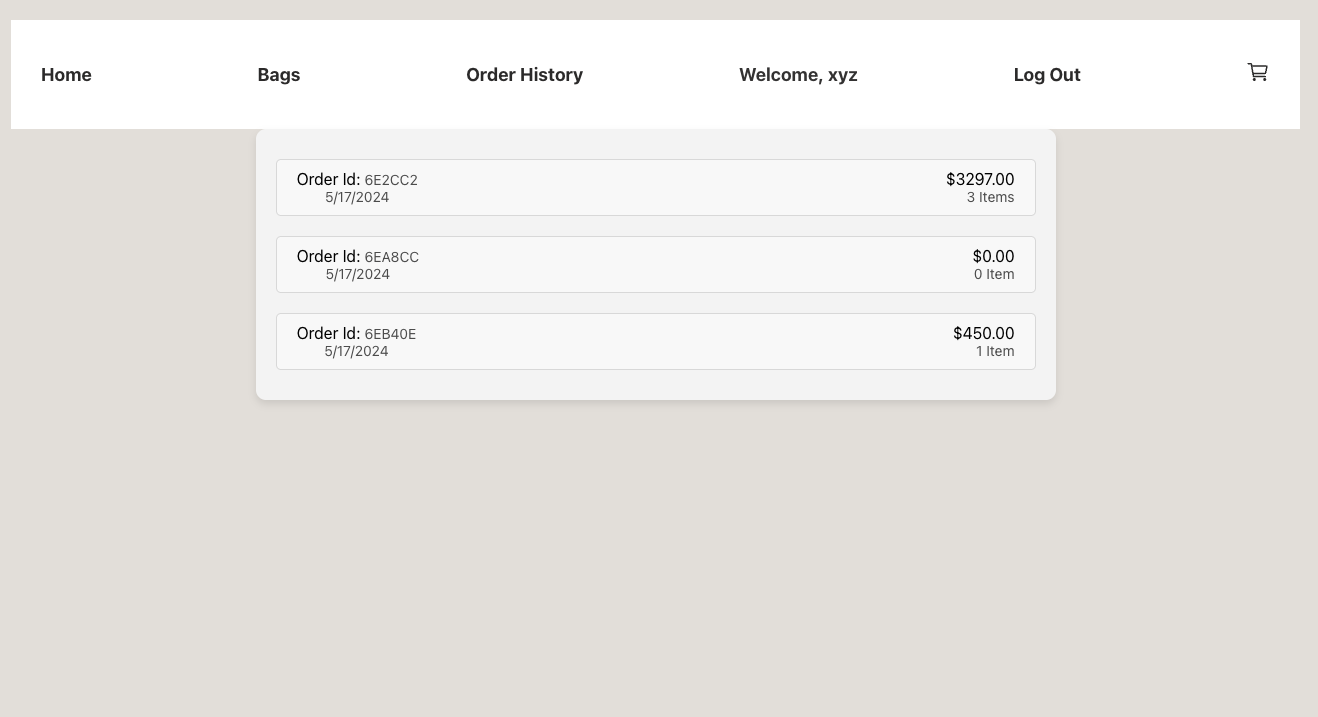 Home Bags Order History Welcome, xyz Log Out
Order Id: 6E2CC2 $3297.00
5/17/2024 3 Items
Order Id: 6EA8CC $0.00
5/17/2024 0 Item
Order Id: 6EB40E $450.00
5/17/2024 1 Item